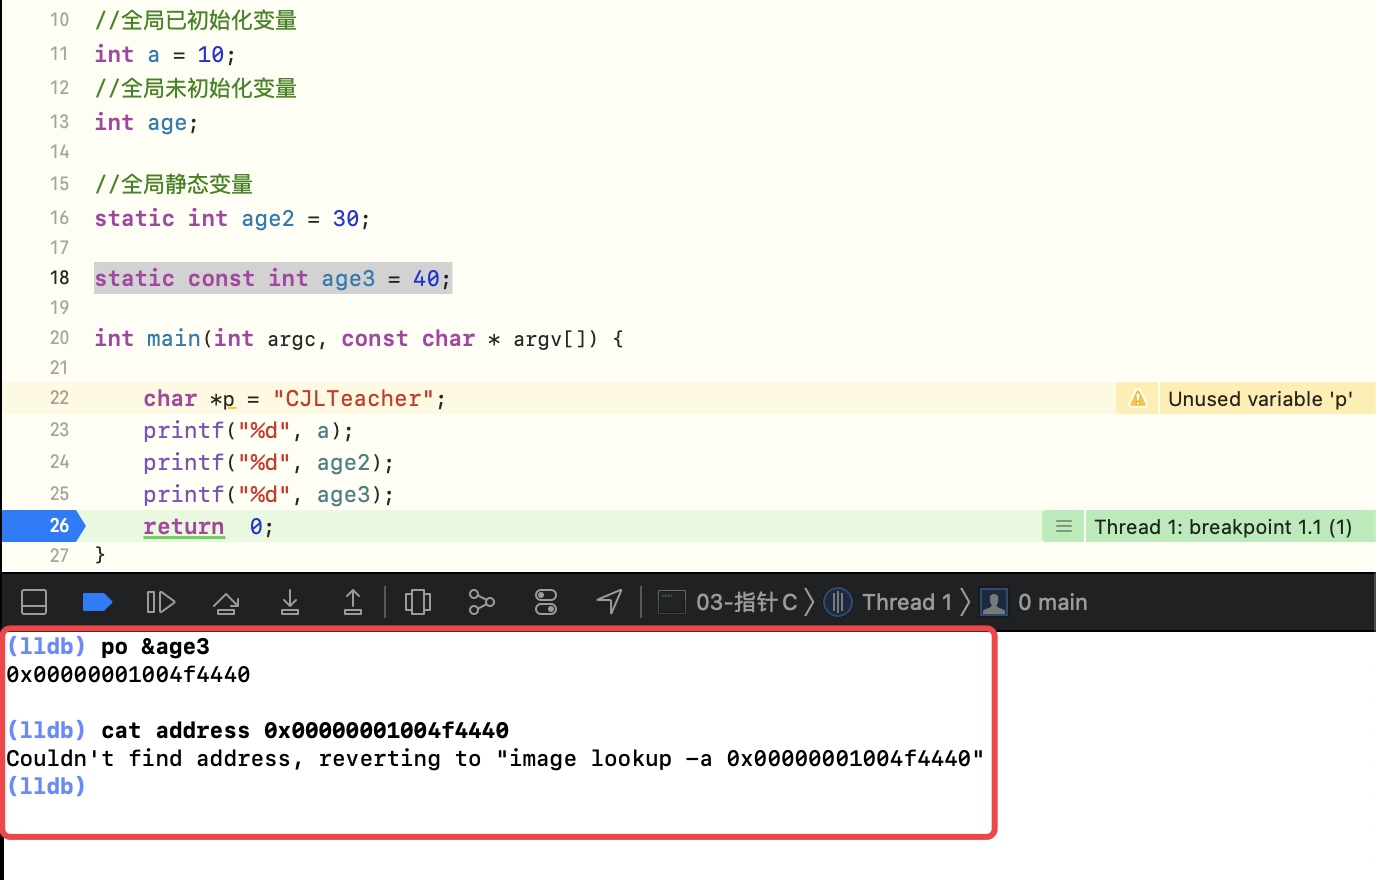 10 //全局已初始化变量
11 int a = 10;
12 //全局未初始化变量
13 int age;
14
15 //全局静态变量
16 static int age2 = 30;
17
18 static const int age3 = 40;
19
20 int main(int argc, const char * argv[]) {
21
22 char *p = "CJLTeacher"; Unused variable 'p'
23 printf("%d", a);
24 printf("%d", age2);
25 printf("%d", age3);
26 return 0; Thread 1: breakpoint 1.1 (1)
27 }
03-指针C Thread 1 0 main
(lldb) po &age3
0x00000001004f4440
(lldb) cat address 0x00000001004f4440
Couldn't find address, reverting to "image lookup -a 0x00000001004f4440"
(lldb)